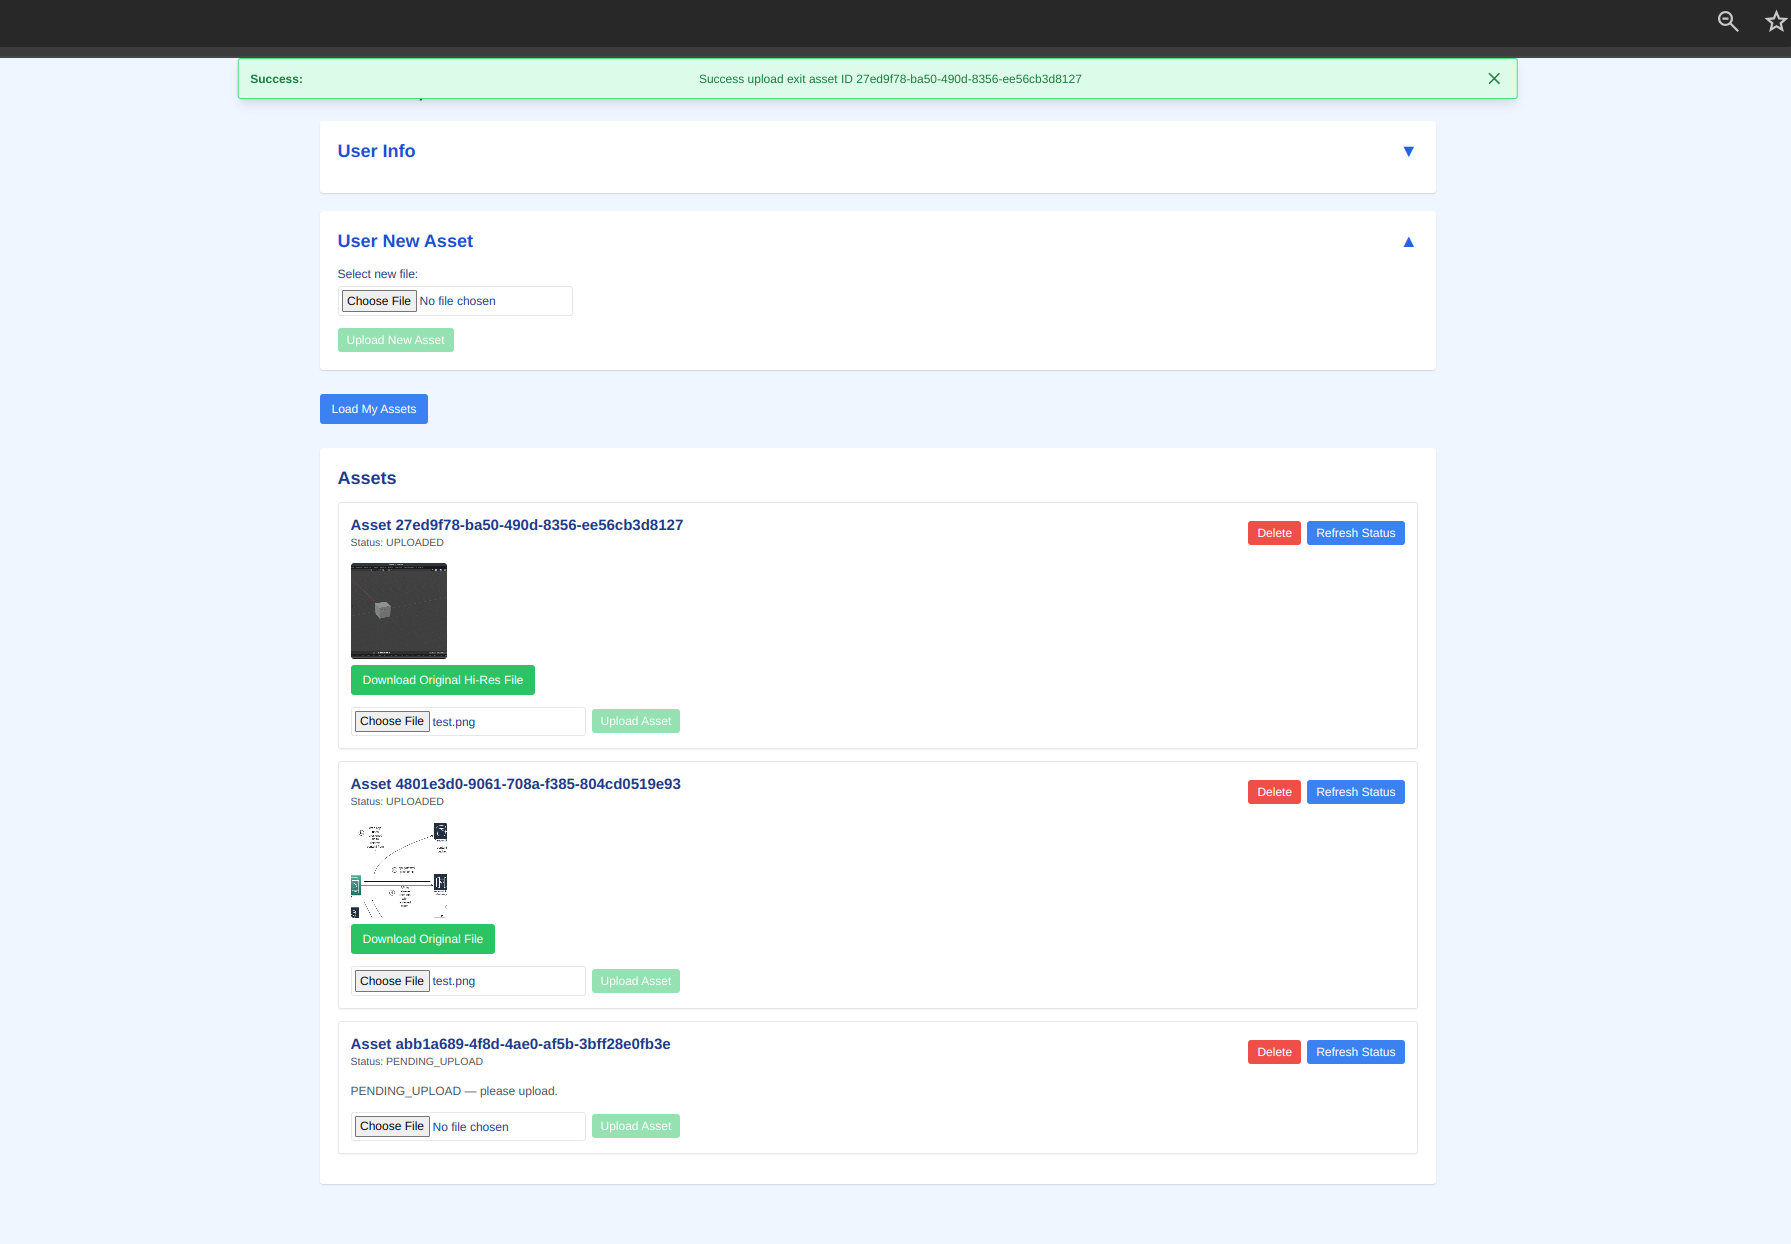 Success:
Success upload exit asset ID 27ed9f78-ba50-490d-8356-ee56cb3d8127
User Info
▼
User New Asset
▲
Select new file:
Choose File No file chosen
Upload New Asset
Load My Assets
Assets
Asset 27ed9f78-ba50-490d-8356-ee56cb3d8127
Status: UPLOADED
Delete Refresh Status
Download Original Hi-Res File
Choose File test.png Upload Asset
Asset 4801e3d0-9061-708a-f385-804cd0519e93
Status: UPLOADED
Delete Refresh Status
Download Original File
Choose File test.png Upload Asset
Asset abb1a689-4f8d-4ae0-af5b-3bff28e0fb3e
Status: PENDING_UPLOAD
Delete Refresh Status
PENDING_UPLOAD — please upload.
Choose File No file chosen Upload Asset